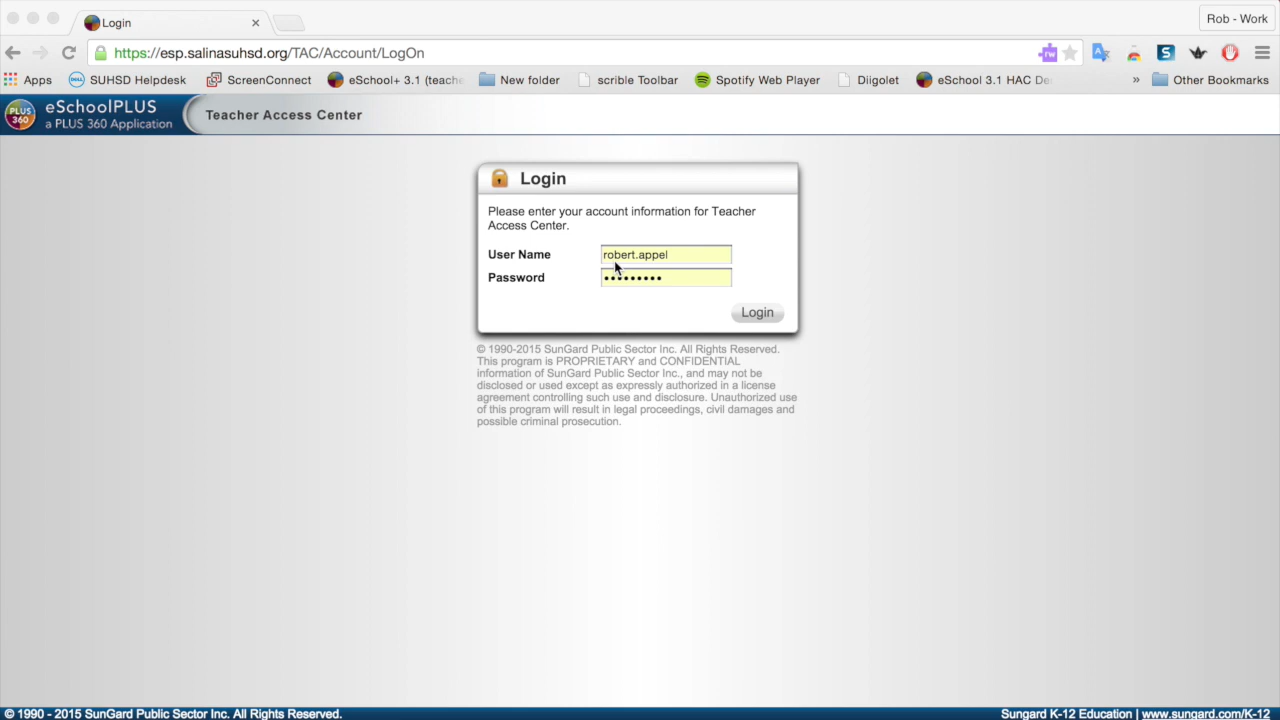 Login
Rob - Work
https://esp.salinasuhsd.org/TAC/Account/LogOn
Apps SUHSD Helpdesk ScreenConnect eSchool+ 3.1 (teache New folder scrible Toolbar Spotify Web Player Diigolet eSchool 3.1 HAC De » Other Bookmarks
PLUS 360
eSchoolPLUS
a PLUS 360 Application
Teacher Access Center
Login
Please enter your account information for Teacher
Access Center.
User Name robert.appel
Password •••••••••
Login
© 1990-2015 SunGard Public Sector Inc. All Rights Reserved.
This program is PROPRIETARY and CONFIDENTIAL
information of SunGard Public Sector Inc., and may not be
disclosed or used except as expressly authorized in a license
agreement controlling such use and disclosure. Unauthorized use
of this program will result in legal proceedings, civil damages and
possible criminal prosecution.
© 1990 - 2015 SunGard Public Sector Inc. All Rights Reserved.
Sungard K-12 Education | www.sungard.com/K-12